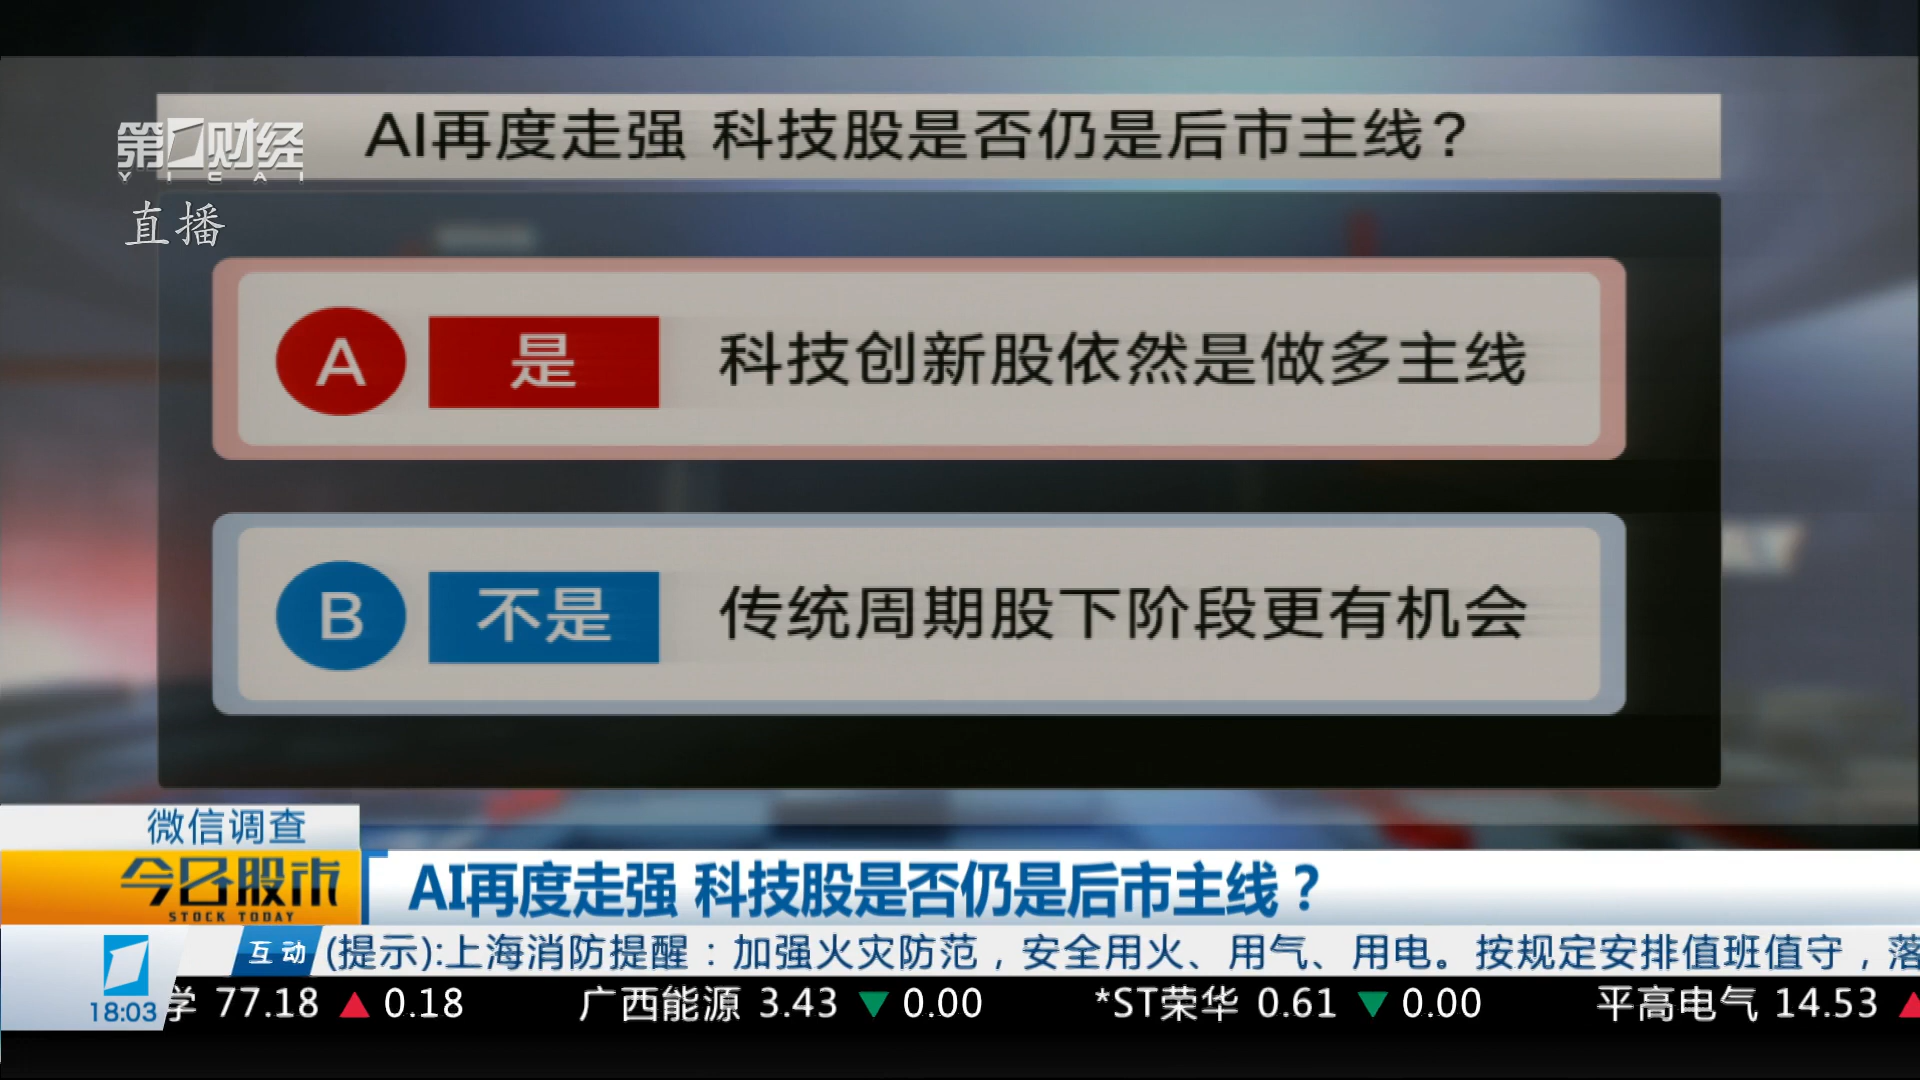 AI再度走强 科技股是否仍是后市主线？
第1财经
YICAI
直播
A 是 科技创新股依然是做多主线
B 不是 传统周期股下阶段更有机会
微信调查
今日股市
STOCK TODAY
AI再度走强 科技股是否仍是后市主线？
互动 (提示):上海消防提醒：加强火灾防范，安全用火、用气、用电。按规定安排值班值守，落
18:03
学 77.18 ▲ 0.18 广西能源 3.43 ▼ 0.00 *ST荣华 0.61 ▼ 0.00 平高电气 14.53 ▲